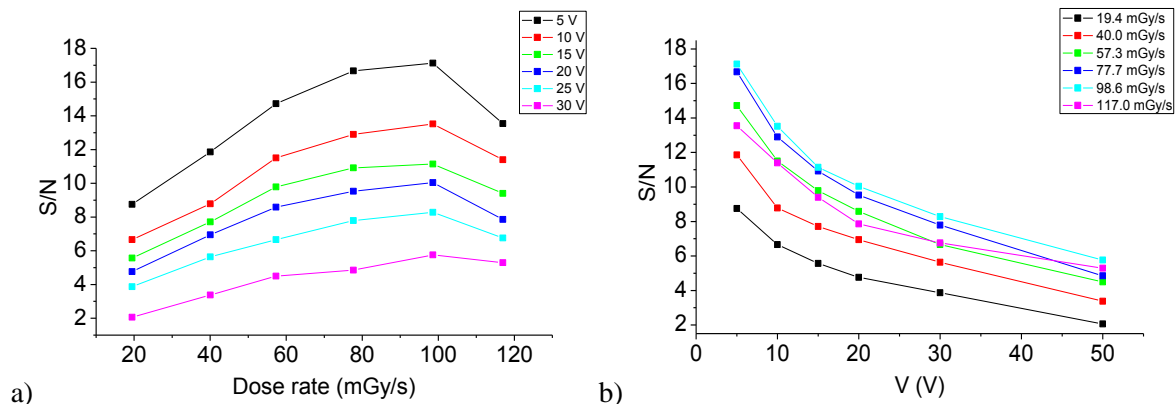 5 V
10 V
15 V
20 V
25 V
30 V
18
16
14
12
10
8
6
4
2
S/N
20 40 60 80 100 120
Dose rate (mGy/s)
a)
19.4 mGy/s
40.0 mGy/s
57.3 mGy/s
77.7 mGy/s
98.6 mGy/s
117.0 mGy/s
18
16
14
12
10
8
6
4
2
S/N
0 10 20 30 40 50
V (V)
b)